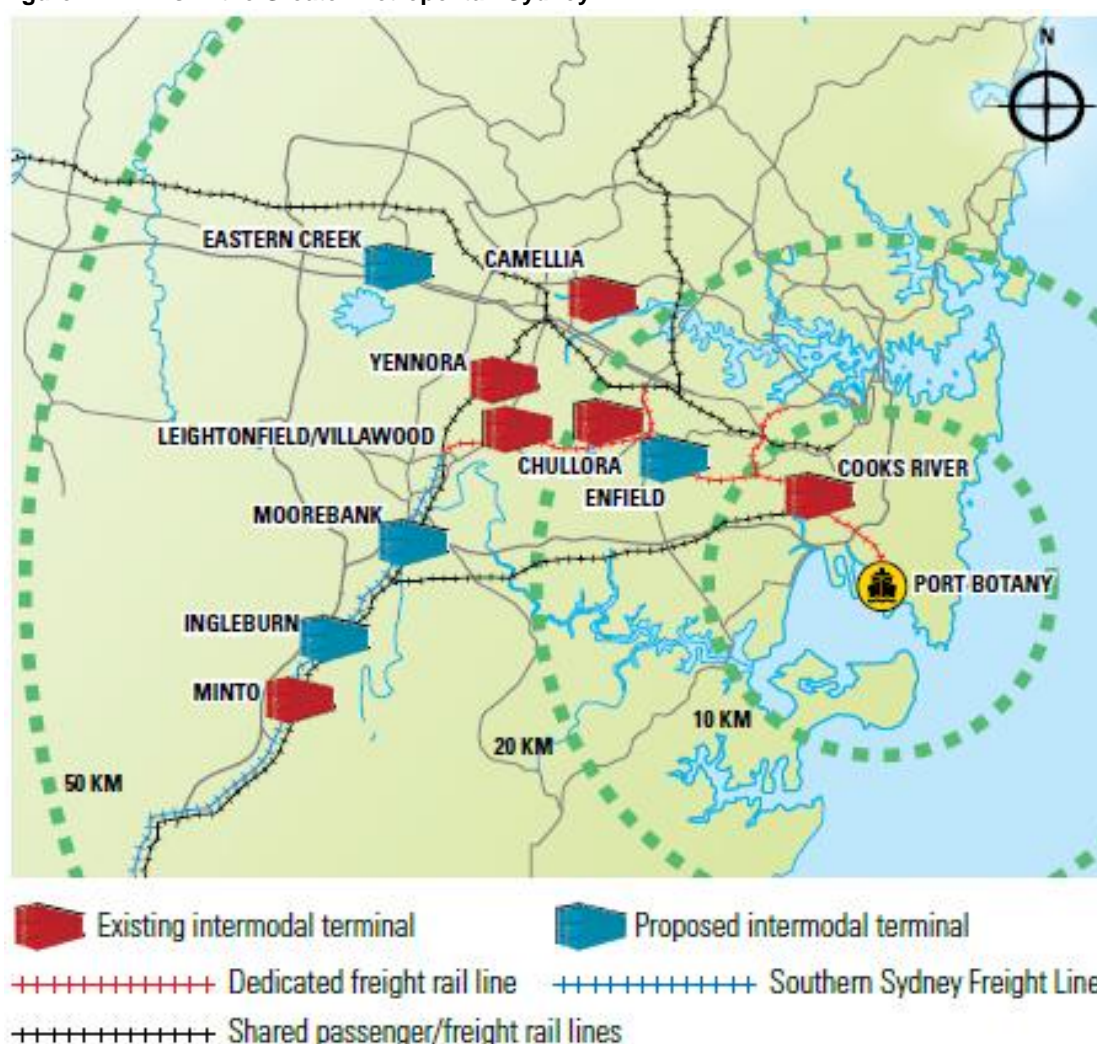 N
EASTERN CREEK
CAMELLIA
YENNORA
LEIGHTONFIELD/VILLAWOOD
CHULLORA
COOKS RIVER
ENFIELD
MOOREBANK
PORT BOTANY
INGLEBURN
MINTO
10 KM
20 KM
50 KM
Existing intermodal terminal
Proposed intermodal terminal
Dedicated freight rail line
Southern Sydney Freight Line
Shared passenger/freight rail lines